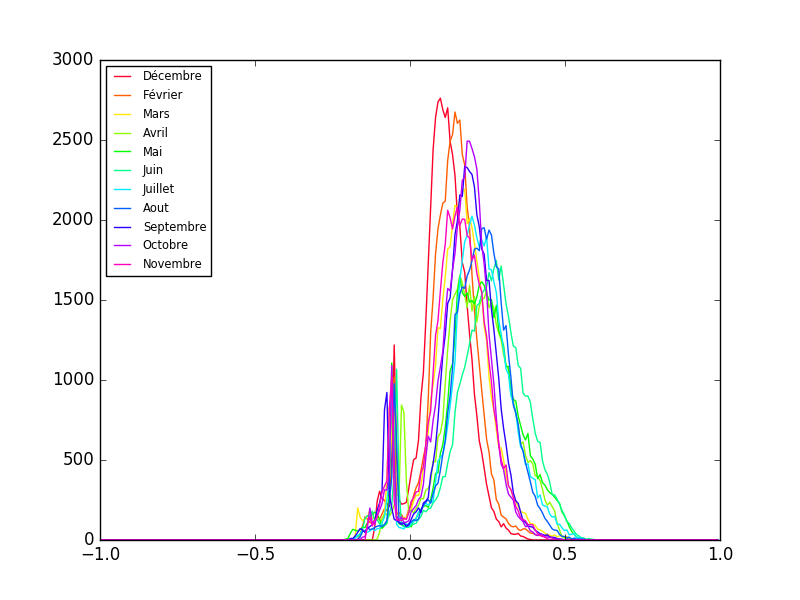 3000
2500
2000
1500
1000
500
0
−1.0
−0.5
0.0
0.5
1.0
Décembre
Février
Mars
Avril
Mai
Juin
Juillet
Aout
Septembre
Octobre
Novembre